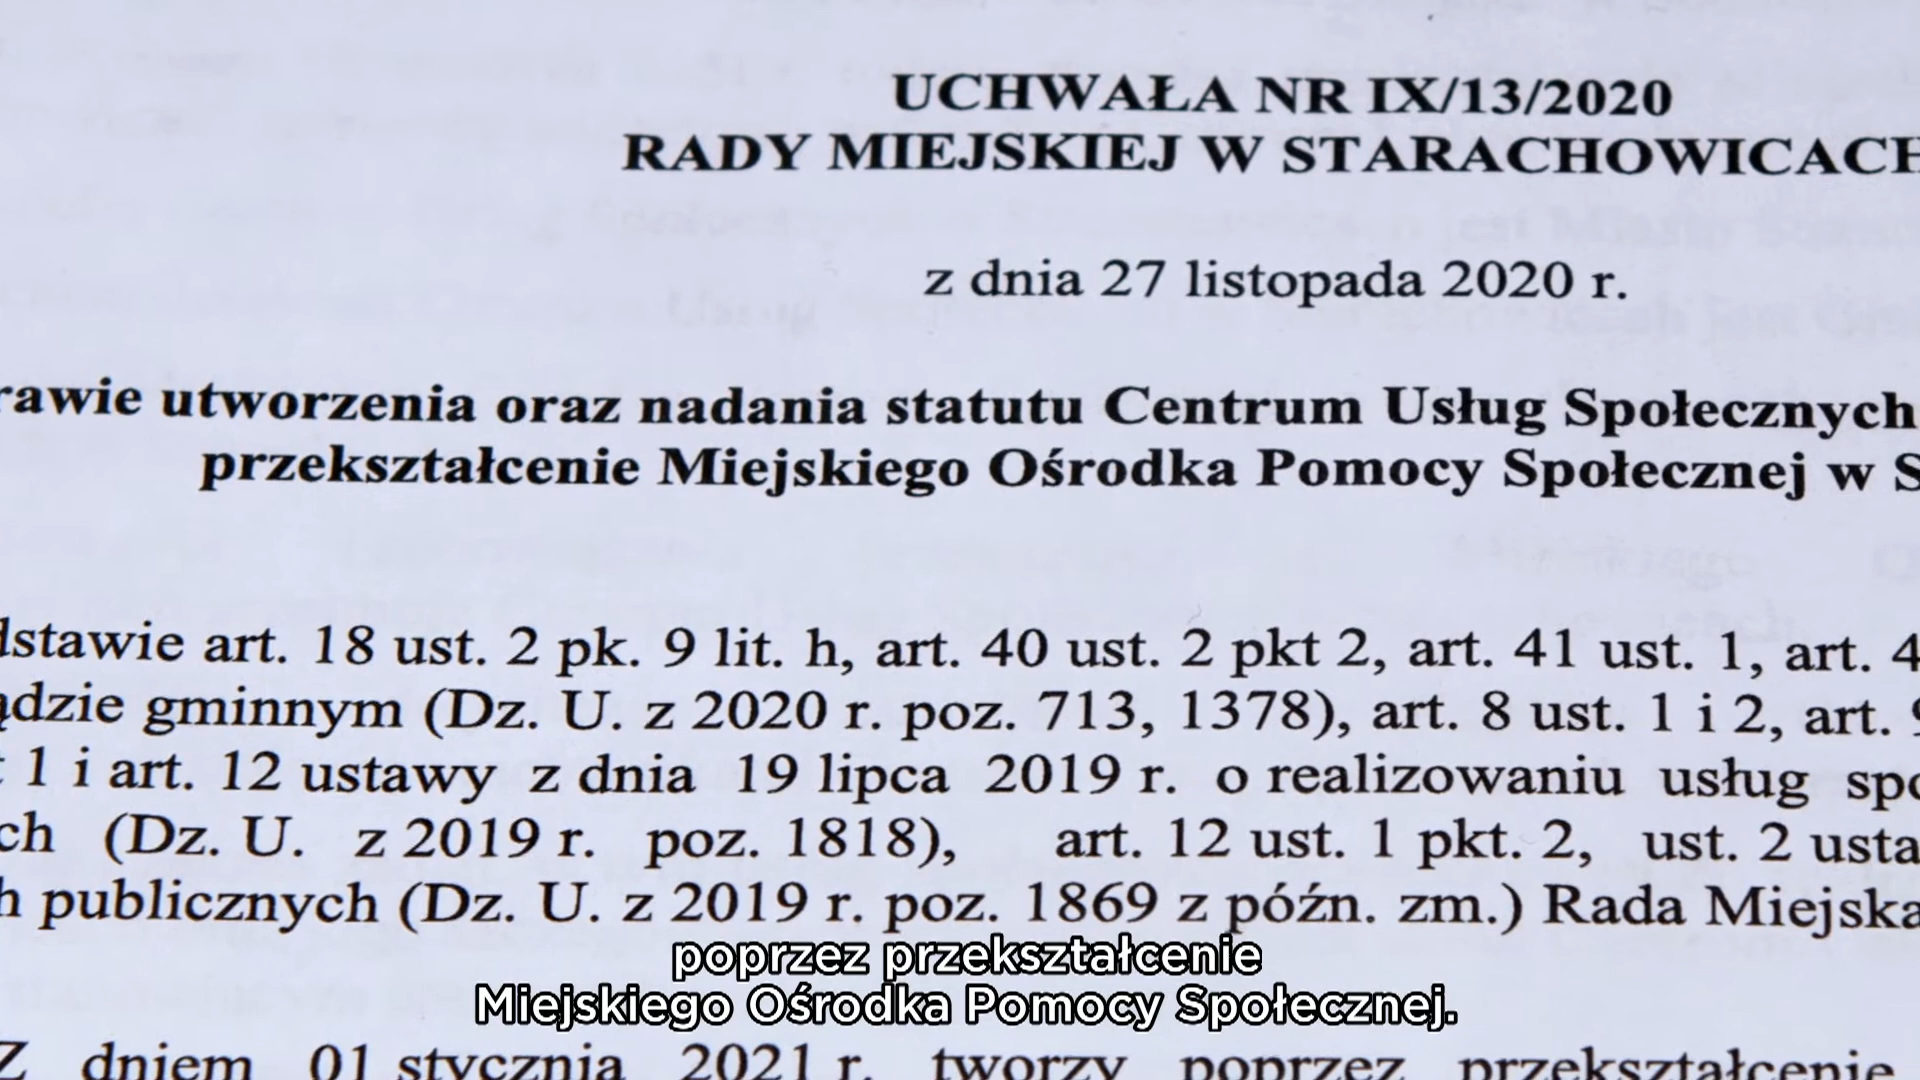 UCHWAŁA NR IX/13/2020
RADY MIEJSKIEJ W STARACHOWICACH
z dnia 27 listopada 2020 r.
rawie utworzenia oraz nadania statutu Centrum Usług Społecznych
przekształcenie Miejskiego Ośrodka Pomocy Społecznej w S
dstawie art. 18 ust. 2 pk. 9 lit. h, art. 40 ust. 2 pkt 2, art. 41 ust. 1, art. 4
ądzie gminnym (Dz. U. z 2020 r. poz. 713, 1378), art. 8 ust. 1 i 2, art. 9
t 1 i art. 12 ustawy z dnia 19 lipca 2019 r. o realizowaniu usług spo
ch (Dz. U. z 2019 r. poz. 1818), art. 12 ust. 1 pkt. 2, ust. 2 usta
h publicznych (Dz. U. z 2019 r. poz. 1869 z późn. zm.) Rada Miejska
poprzez przekształcenie
Miejskiego Ośrodka Pomocy Społecznej.
Z dniem 01 stycznia 2021 r. tworzy poprzez przekształcenie